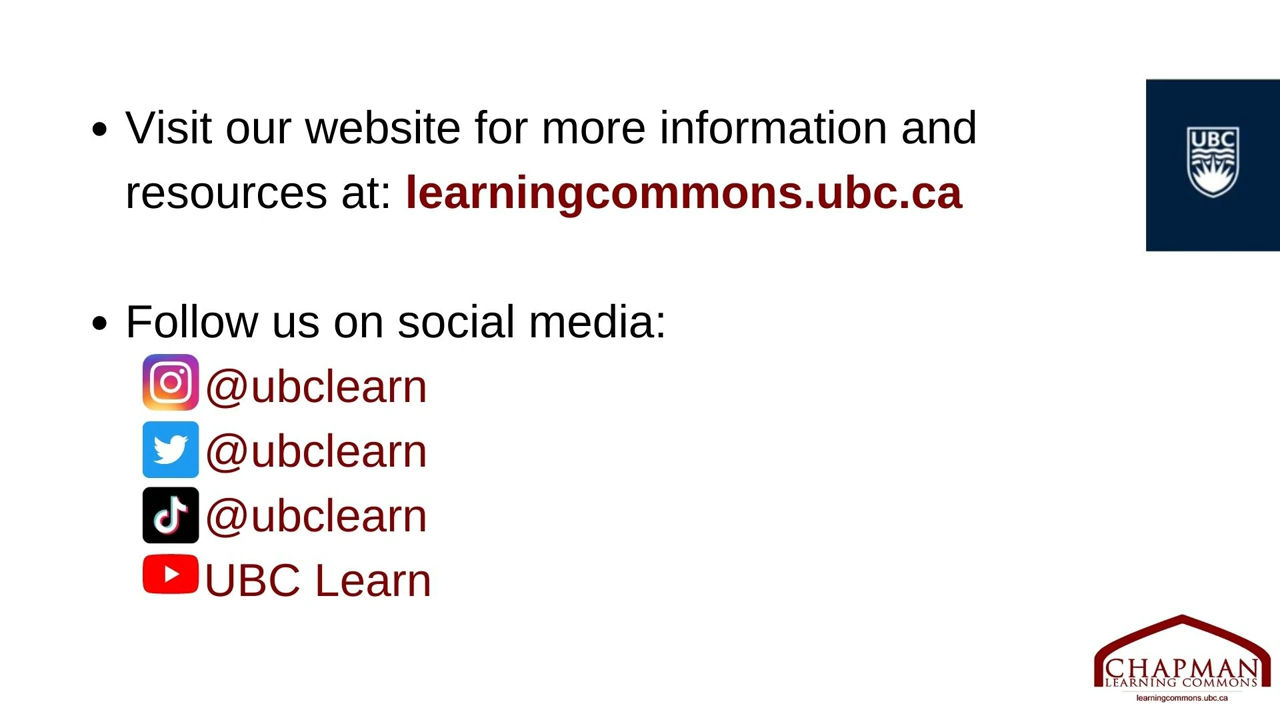 • Visit our website for more information and
resources at: learningcommons.ubc.ca
UBC
• Follow us on social media:
@ubclearn
@ubclearn
@ubclearn
UBC Learn
CHAPMAN
LEARNING COMMONS
learningcommons.ubc.ca